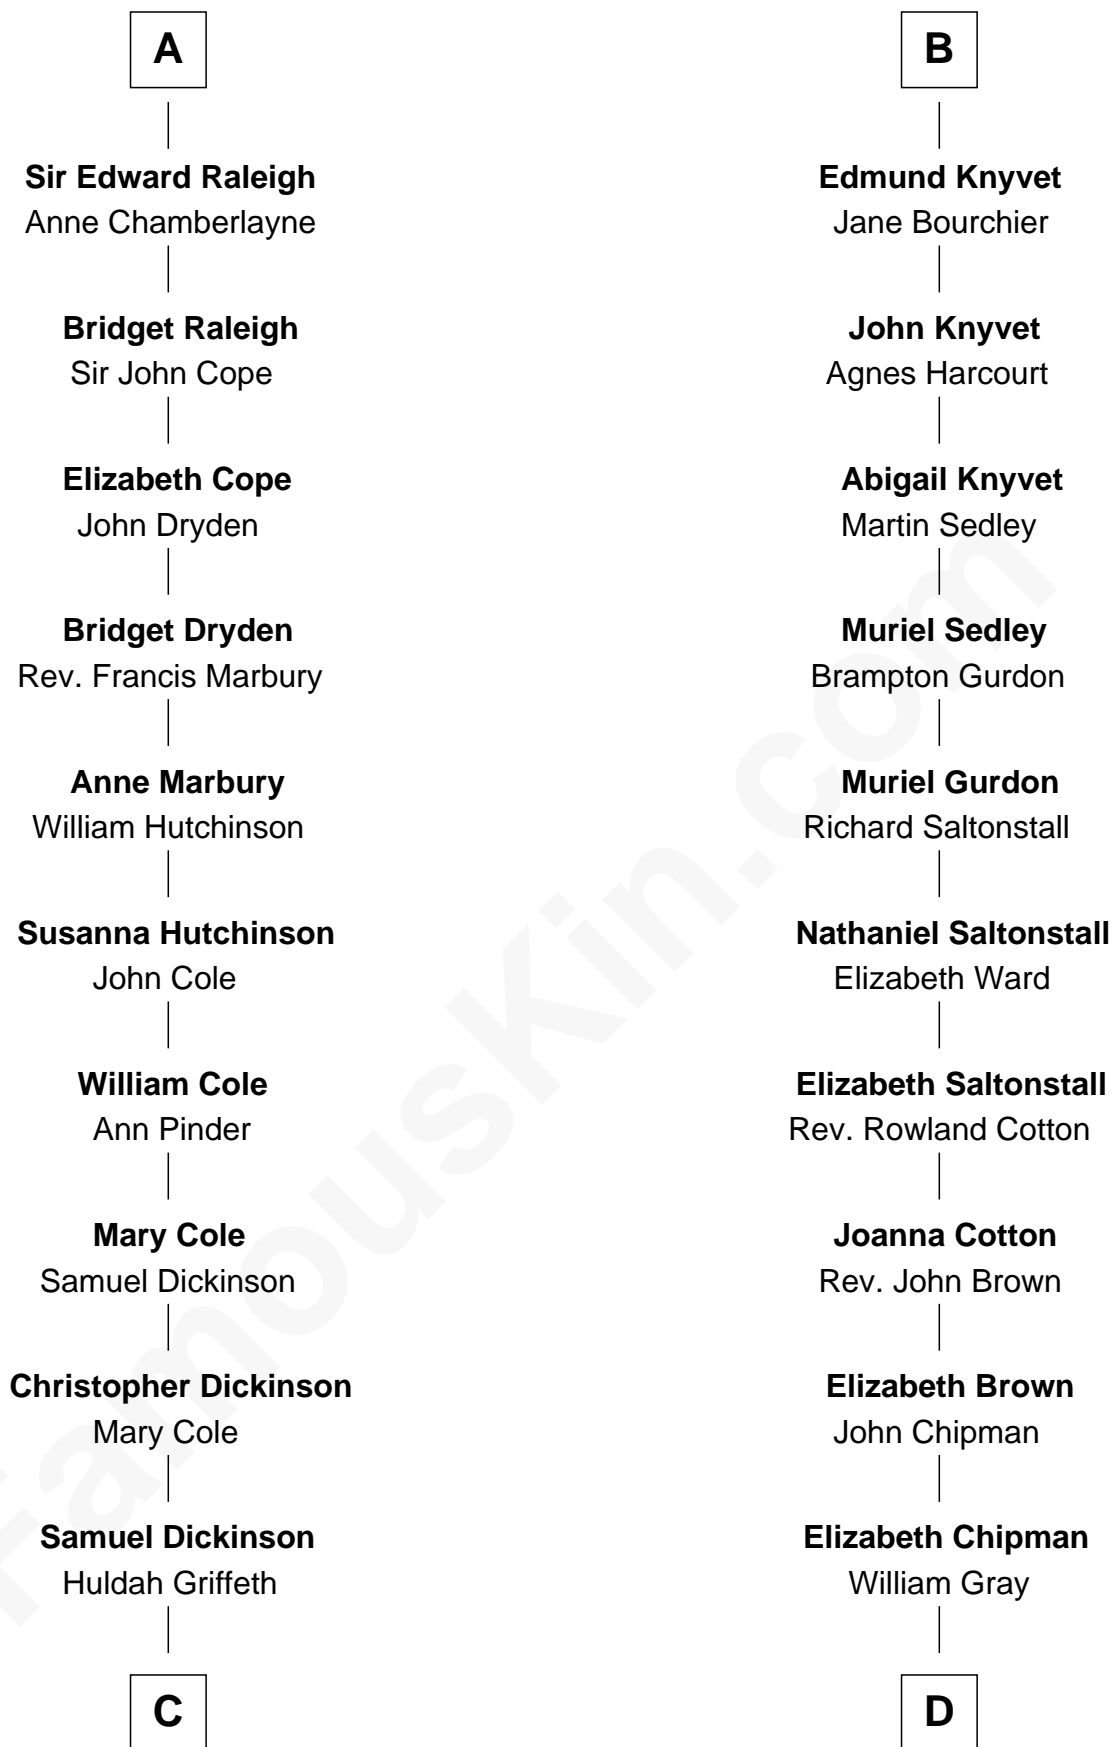 A
Sir Edward Raleigh
Anne Chamberlayne
Bridget Raleigh
Sir John Cope
Elizabeth Cope
John Dryden
Bridget Dryden
Rev. Francis Marbury
Anne Marbury
William Hutchinson
Susanna Hutchinson
John Cole
William Cole
Ann Pinder
Mary Cole
Samuel Dickinson
Christopher Dickinson
Mary Cole
Samuel Dickinson
Huldah Griffeth
C
B
Edmund Knyvet
Jane Bourchier
John Knyvet
Agnes Harcourt
Abigail Knyvet
Martin Sedley
Muriel Sedley
Brampton Gurdon
Muriel Gurdon
Richard Saltonstall
Nathaniel Saltonstall
Elizabeth Ward
Elizabeth Saltonstall
Rev. Rowland Cotton
Joanna Cotton
Rev. John Brown
Elizabeth Brown
John Chipman
Elizabeth Chipman
William Gray
D
FamousKin.com